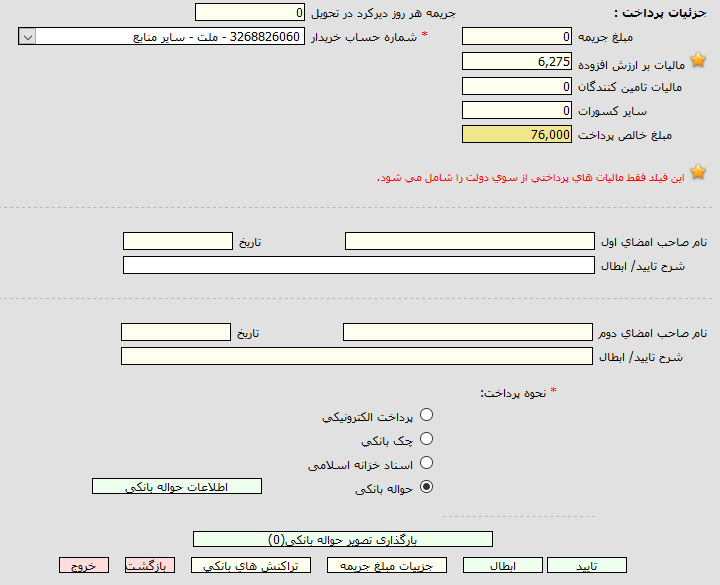 جزئیات پرداخت : جریمه هر روز دیرکرد در تحویل 0
مبلغ جریمه 0 * شماره حساب خریدار 3268826060 - ملت - سایر منابع
مالیات بر ارزش افزوده 6,275
مالیات تامین کنندگان 0
سایر کسورات 0
مبلغ خالص پرداخت 76,000
این فیلد فقط مالیات های پرداختی از سوی دولت را شامل می شود.
نام صاحب امضای اول تاریخ
شرح تایید/ ابطال
نام صاحب امضای دوم تاریخ
شرح تایید/ ابطال
* نحوه پرداخت:
پرداخت الکترونیکی
چک بانکی
اسناد خزانه اسلامی
حواله بانکی اطلاعات حواله بانکی
بارگذاری تصویر حواله بانکی(0)
تایید ابطال جزییات مبلغ جریمه تراکنش های بانکی بازگشت خروج